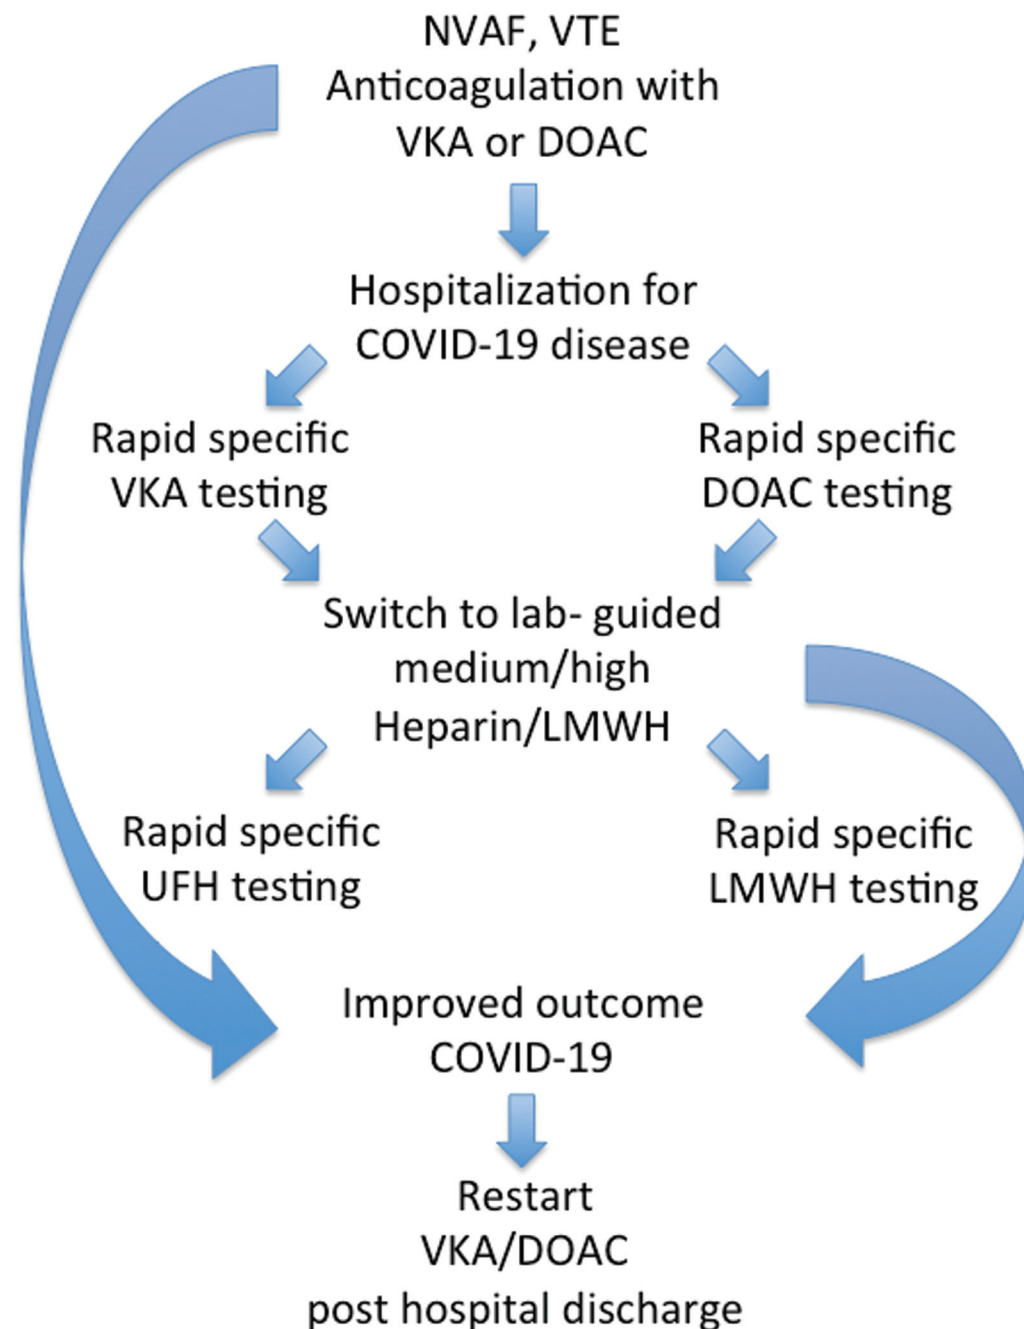 NVAF, VTE
Anticoagulation with
VKA or DOAC
Hospitalization for
COVID-19 disease
Rapid specific
VKA testing
Rapid specific
DOAC testing
Switch to lab- guided
medium/high
Heparin/LMWH
Rapid specific
UFH testing
Rapid specific
LMWH testing
Improved outcome
COVID-19
Restart
VKA/DOAC
post hospital discharge